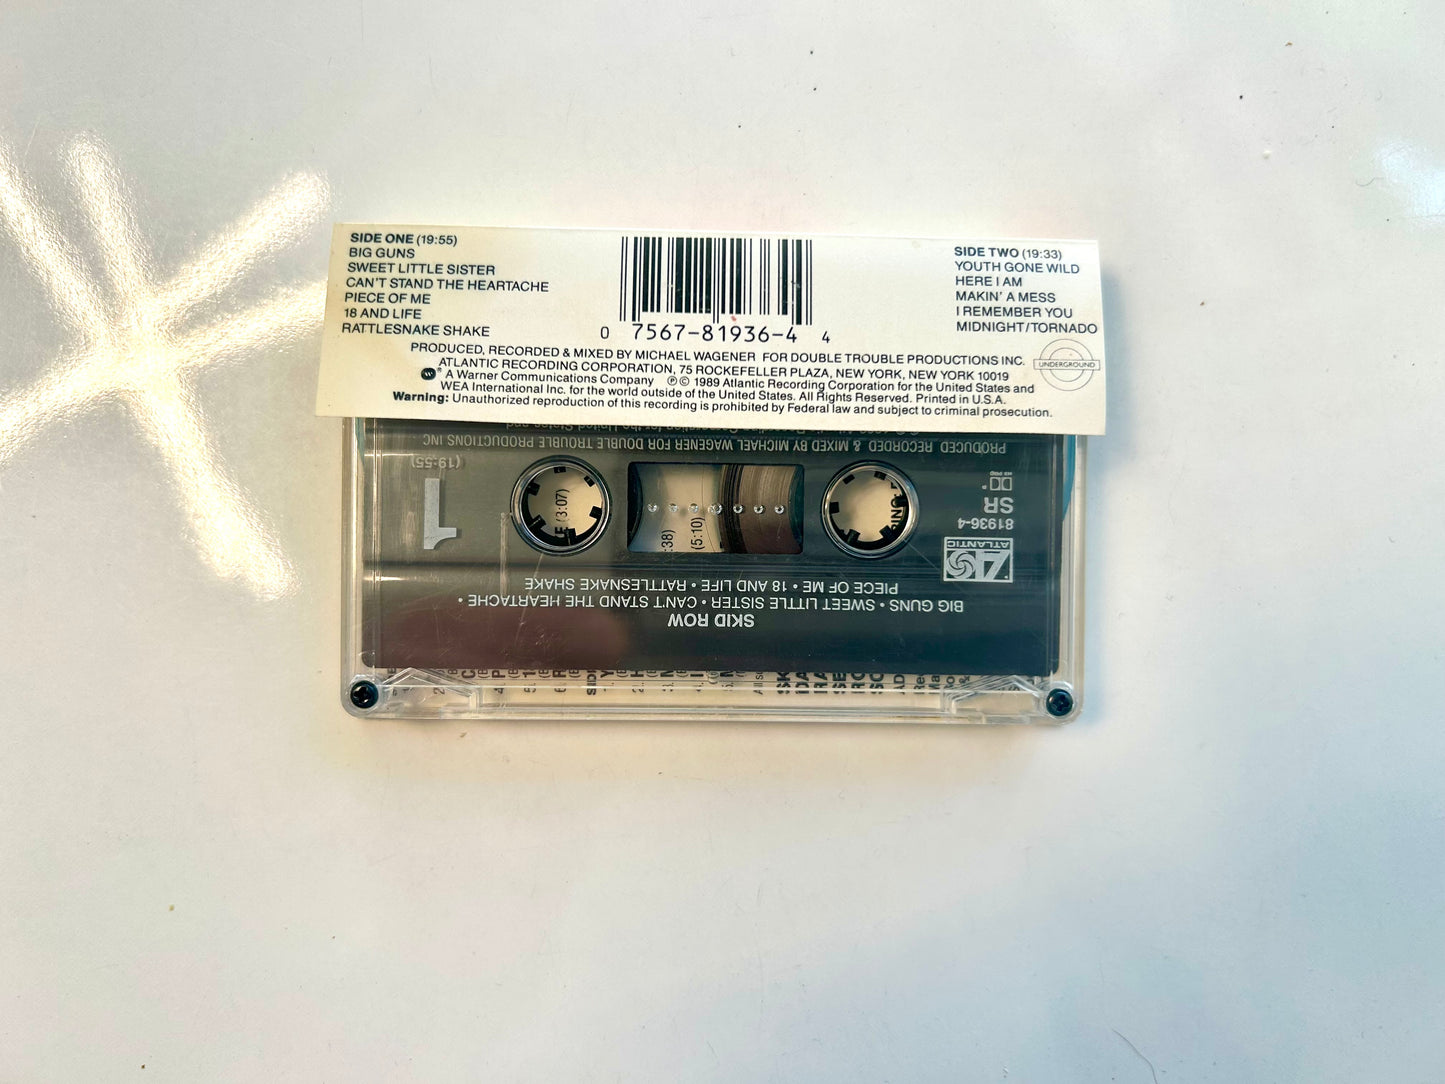 SIDE ONE (19:55)
BIG GUNS
SWEET LITTLE SISTER
CAN'T STAND THE HEARTACHE
PIECE OF ME
18 AND LIFE
RATTLESNAKE SHAKE
0 7567-81936-4 4
SIDE TWO (19:33)
YOUTH GONE WILD
HERE I AM
MAKIN' A MESS
I REMEMBER YOU
MIDNIGHT/TORNADO
PRODUCED, RECORDED & MIXED BY MICHAEL WAGENER FOR DOUBLE TROUBLE PRODUCTIONS INC.
ATLANTIC RECORDING CORPORATION, 75 ROCKEFELLER PLAZA, NEW YORK, NEW YORK 10019
A Warner Communications Company ℗© 1989 Atlantic Recording Corporation for the United States and
WEA International Inc. for the world outside of the United States. All Rights Reserved. Printed in U.S.A.
Warning: Unauthorized reproduction of this recording is prohibited by Federal law and subject to criminal prosecution.
UNDERGROUND
SKID ROW
BIG GUNS • SWEET LITTLE SISTER • CAN'T STAND THE HEARTACHE •
PIECE OF ME • 18 AND LIFE • RATTLESNAKE SHAKE
ATLANTIC
81936-4
SR
1
(19:55)
(3:07)
:38)
(5:10)
PRODUCED RECORDED & MIXED BY MICHAEL WAGENER FOR DOUBLE TROUBLE PRODUCTIONS INC